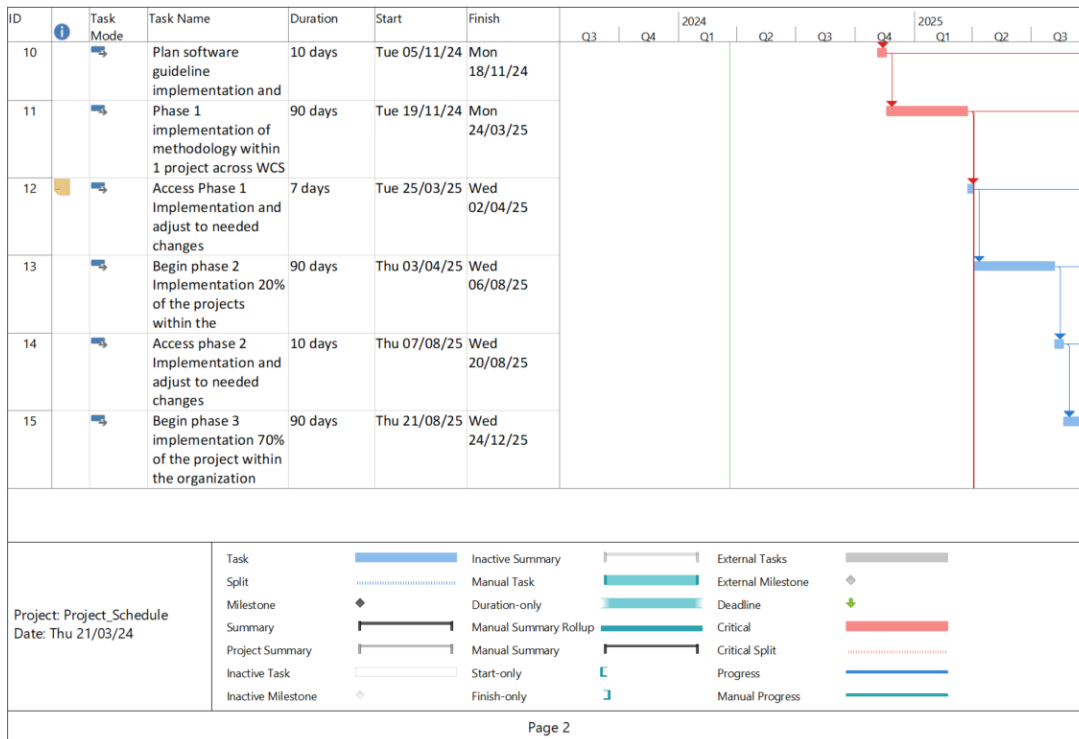 ID
Task Mode
Task Name
Duration
Start
Finish
2024
2025
Q3 Q4 Q1 Q2 Q3 Q4 Q1 Q2 Q3
10
Plan software
guideline
implementation and
10 days
Tue 05/11/24
Mon
18/11/24
11
Phase 1
implementation of
methodology within
1 project across WCS
90 days
Tue 19/11/24
Mon
24/03/25
12
Access Phase 1
Implementation and
adjust to needed
changes
7 days
Tue 25/03/25
Wed
02/04/25
13
Begin phase 2
Implementation 20%
of the projects
within the
90 days
Thu 03/04/25
Wed
06/08/25
14
Access phase 2
Implementation and
adjust to needed
changes
10 days
Thu 07/08/25
Wed
20/08/25
15
Begin phase 3
implementation 70%
of the project within
the organization
90 days
Thu 21/08/25
Wed
24/12/25
Project: Project_Schedule
Date: Thu 21/03/24
Task
Split
Milestone
Summary
Project Summary
Inactive Task
Inactive Milestone
Inactive Summary
Manual Task
Duration-only
Manual Summary Rollup
Manual Summary
Start-only
Finish-only
External Tasks
External Milestone
Deadline
Critical
Critical Split
Progress
Manual Progress
Page 2